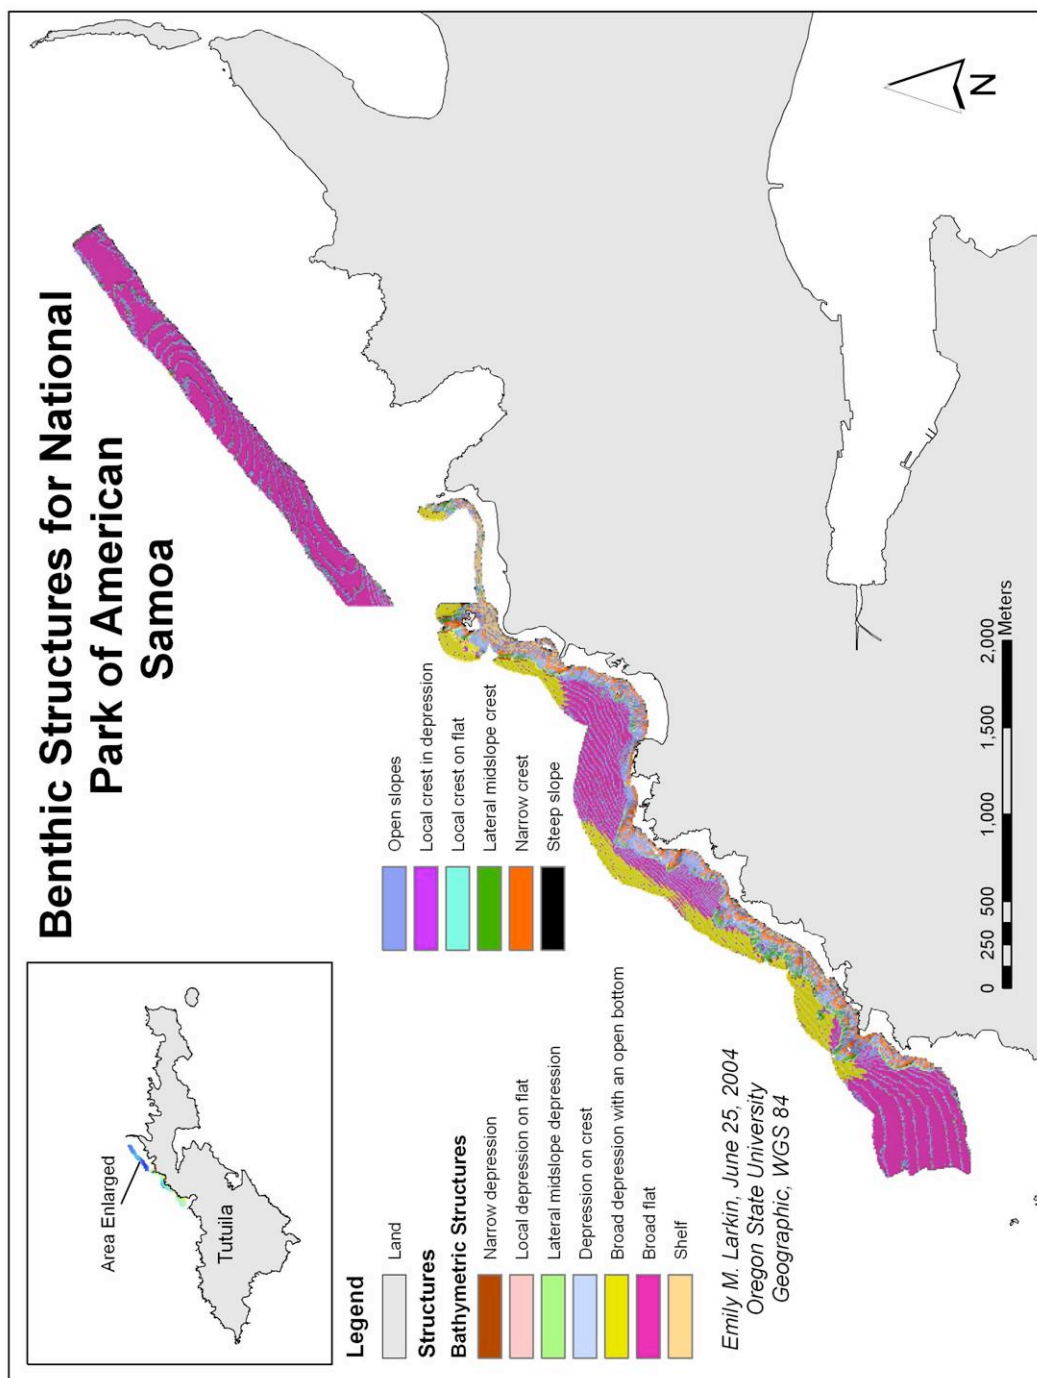 Benthic Structures for National
Park of American
Samoa
Area Enlarged
Tutuila
Legend
Land
Structures
Bathymetric Structures
Narrow depression
Local depression on flat
Lateral midslope depression
Depression on crest
Broad depression with an open bottom
Broad flat
Shelf
Open slopes
Local crest in depression
Local crest on flat
Lateral midslope crest
Narrow crest
Steep slope
Emily M. Larkin, June 25, 2004
Oregon State University
Geographic, WGS 84
0 250 500 1,000 1,500 2,000
Meters
N